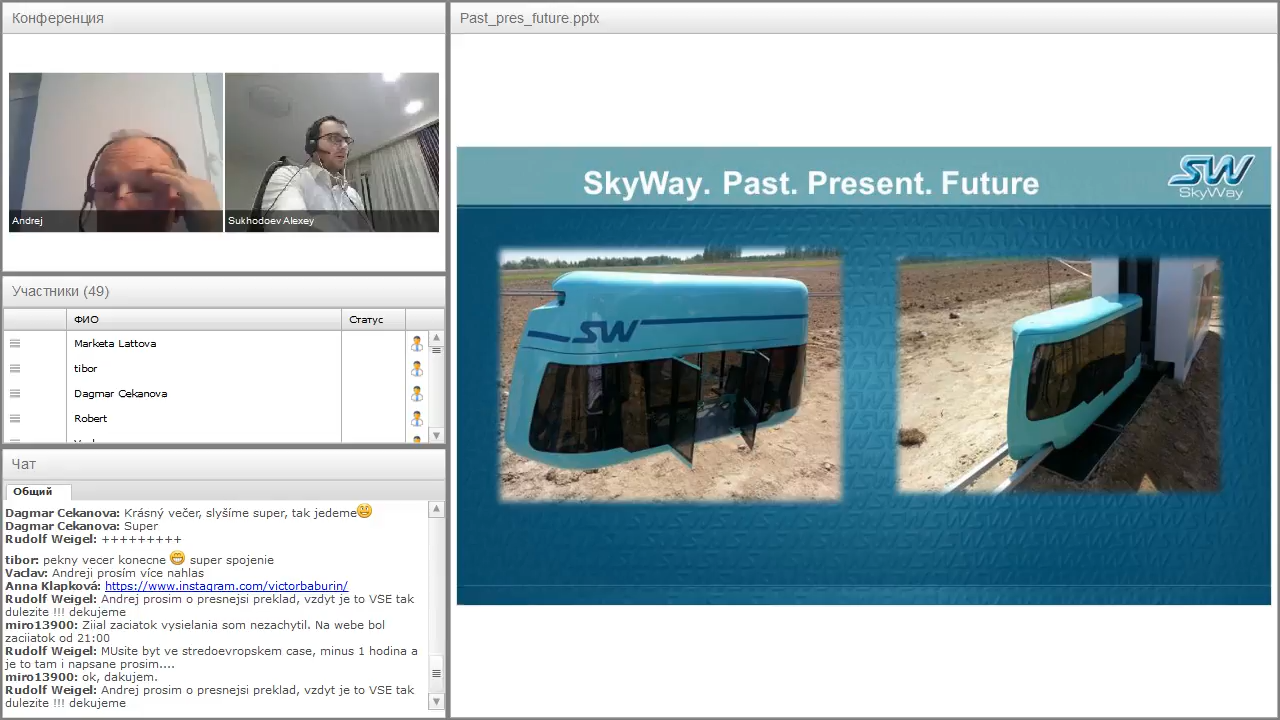 Конференция
Andrej
Sukhodoev Alexey
Участники (49)
ФИО
Статус
Marketa Lattova
tibor
Dagmar Cekanova
Robert
Чат
Общий
Dagmar Cekanova: Krásný večer, slyšíme super, tak jedeme
Dagmar Cekanova: Super
Rudolf Weigel: +++++++++
tibor: pekny vecer konecne super spojenie
Vaclav: Andreji prosím více nahlas
Anna Klapková: https://www.instagram.com/victorbaburin/
Rudolf Weigel: Andrej prosim o presnejsi preklad, vzdyt je to VSE tak
dulezite !!! dekujeme
miro13900: Ziial zaciatok vysielania som nezachytil. Na webe bol
zaciiatok od 21:00
Rudolf Weigel: MUsite byt ve stredoevropskem case, minus 1 hodina a
je to tam i napsane prosim....
miro13900: ok, dakujem.
Rudolf Weigel: Andrej prosim o presnejsi preklad, vzdyt je to VSE tak
dulezite !!! dekujeme
Past_pres_future.pptx
SkyWay. Past. Present. Future
SW
SkyWay
SW